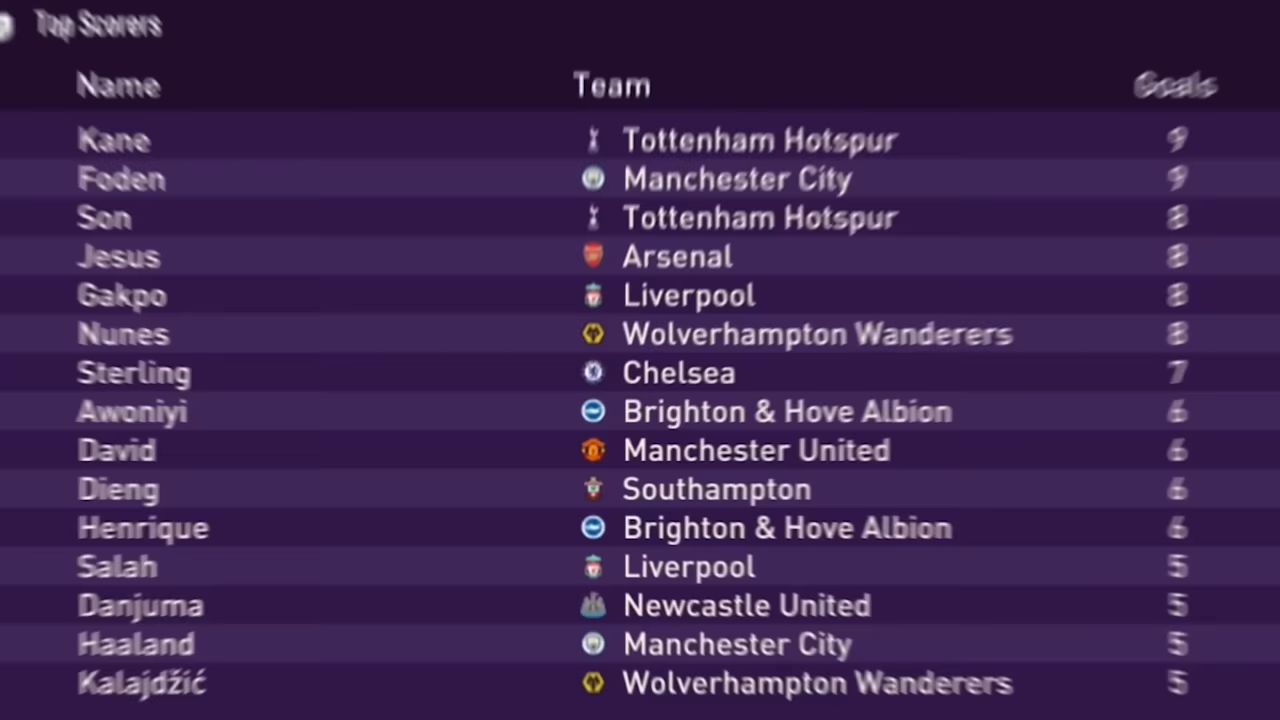 Top Scorers
Name Team Goals
Kane Tottenham Hotspur 9
Foden Manchester City 9
Son Tottenham Hotspur 8
Jesus Arsenal 8
Gakpo Liverpool 8
Nunes Wolverhampton Wanderers 8
Sterling Chelsea 7
Awoniyi Brighton & Hove Albion 6
David Manchester United 6
Dieng Southampton 6
Henrique Brighton & Hove Albion 6
Salah Liverpool 5
Danjuma Newcastle United 5
Haaland Manchester City 5
Kalajdžić Wolverhampton Wanderers 5